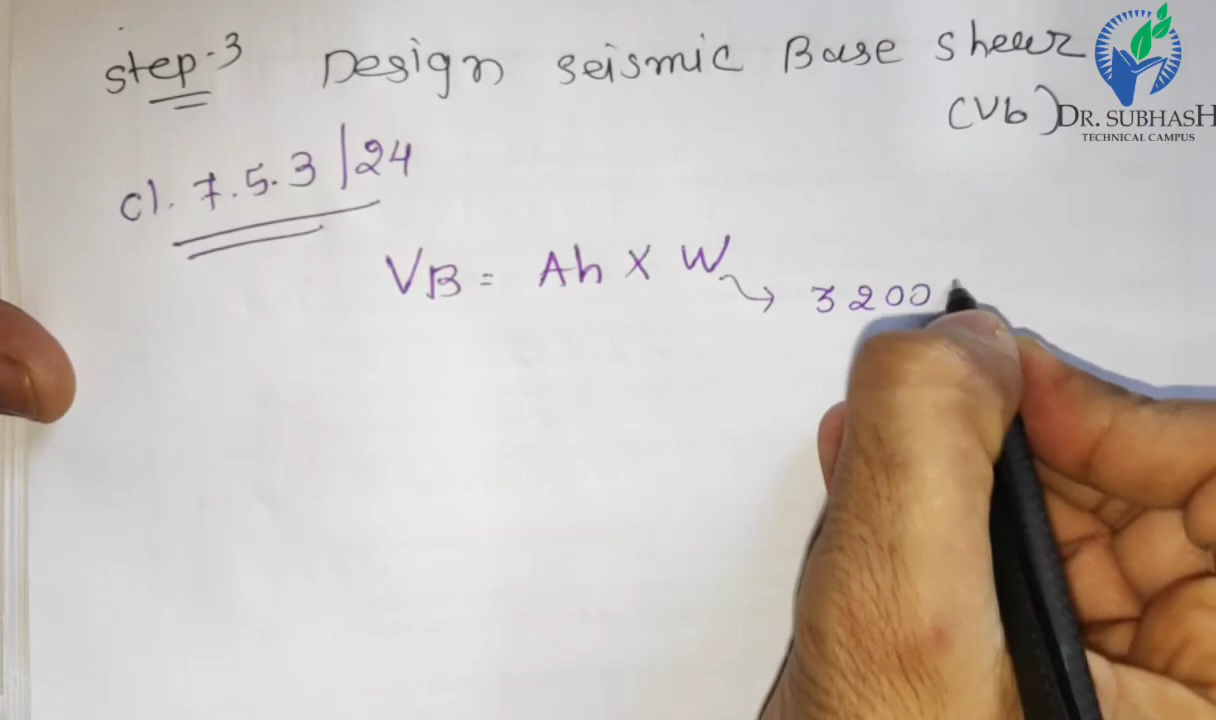 Step-3 Design seismic Base shear
(Vb)
DR. SUBHASH
TECHNICAL CAMPUS
cl. 7.5.3 | 24
VB = Ah X W
→ 3200